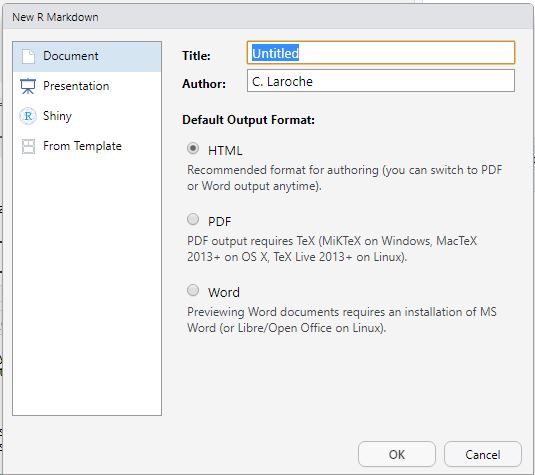 New R Markdown
Document
Presentation
Shiny
From Template
Title: Untitled
Author: C. Laroche
Default Output Format:
HTML
Recommended format for authoring (you can switch to PDF
or Word output anytime).
PDF
PDF output requires TeX (MiKTeX on Windows, MacTeX
2013+ on OS X, TeX Live 2013+ on Linux).
Word
Previewing Word documents requires an installation of MS
Word (or Libre/Open Office on Linux).
OK Cancel